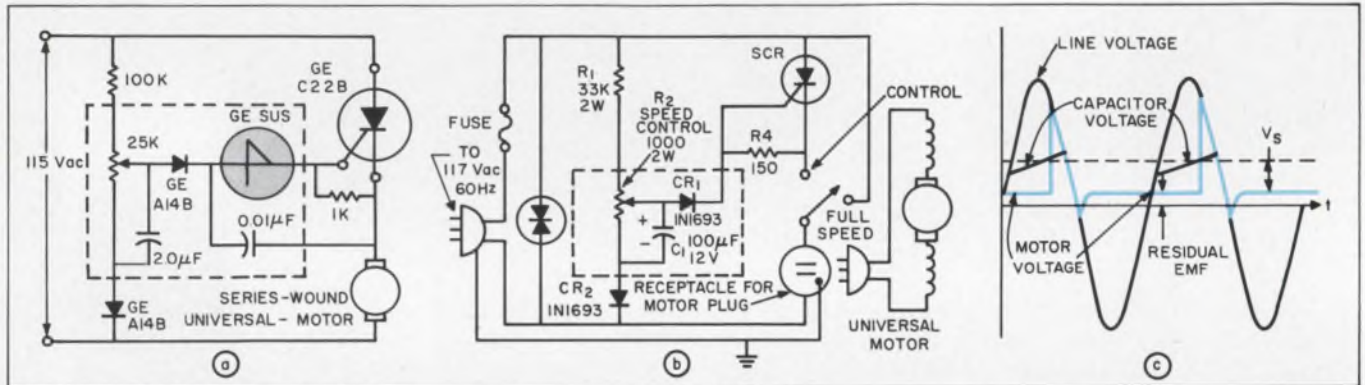 115 Vac
100K
25K
GE SUS
GE
C22B
GE
A14B
0.01µF
1K
2.0µF
GE
A14B
SERIES-WOUND
UNIVERSAL-MOTOR
a
FUSE
TO
117 Vac
60Hz
R1
33K
2W
R2
SPEED
CONTROL
1000
2W
SCR
CONTROL
R4
150
CR1
IN1693
+
−
C1
100µF
12V
FULL
SPEED
CR2
IN1693
RECEPTACLE FOR
MOTOR PLUG
UNIVERSAL
MOTOR
b
LINE VOLTAGE
CAPACITOR
VOLTAGE
VS
t
MOTOR
VOLTAGE
RESIDUAL
EMF
c